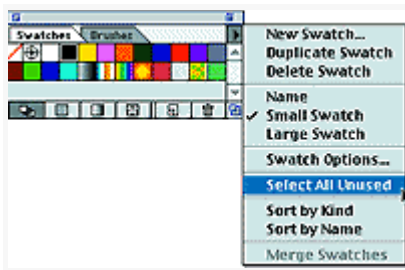 Swatches Brushes
New Swatch...
Duplicate Swatch
Delete Swatch
Name
Small Swatch
Large Swatch
Swatch Options...
Select All Unused
Sort by Kind
Sort by Name
Merge Swatches